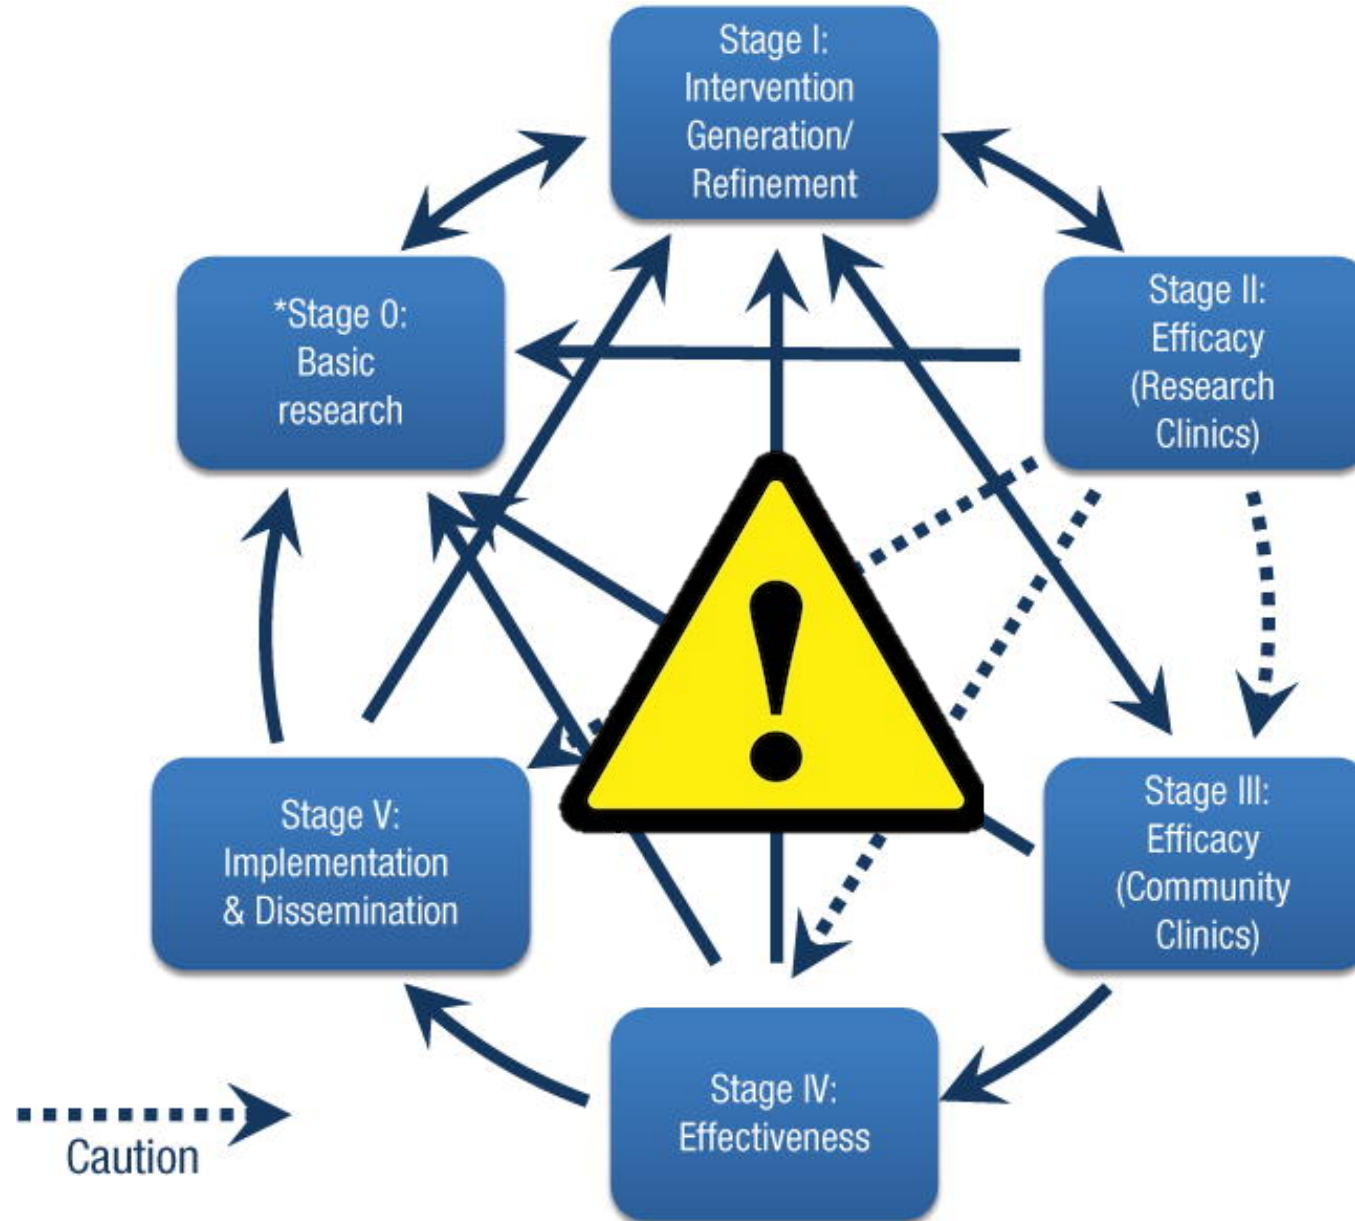 Stage I:
Intervention
Generation/
Refinement
*Stage 0:
Basic
research
Stage II:
Efficacy
(Research
Clinics)
Stage V:
Implementation
& Dissemination
Stage III:
Efficacy
(Community
Clinics)
Stage IV:
Effectiveness
Caution
!